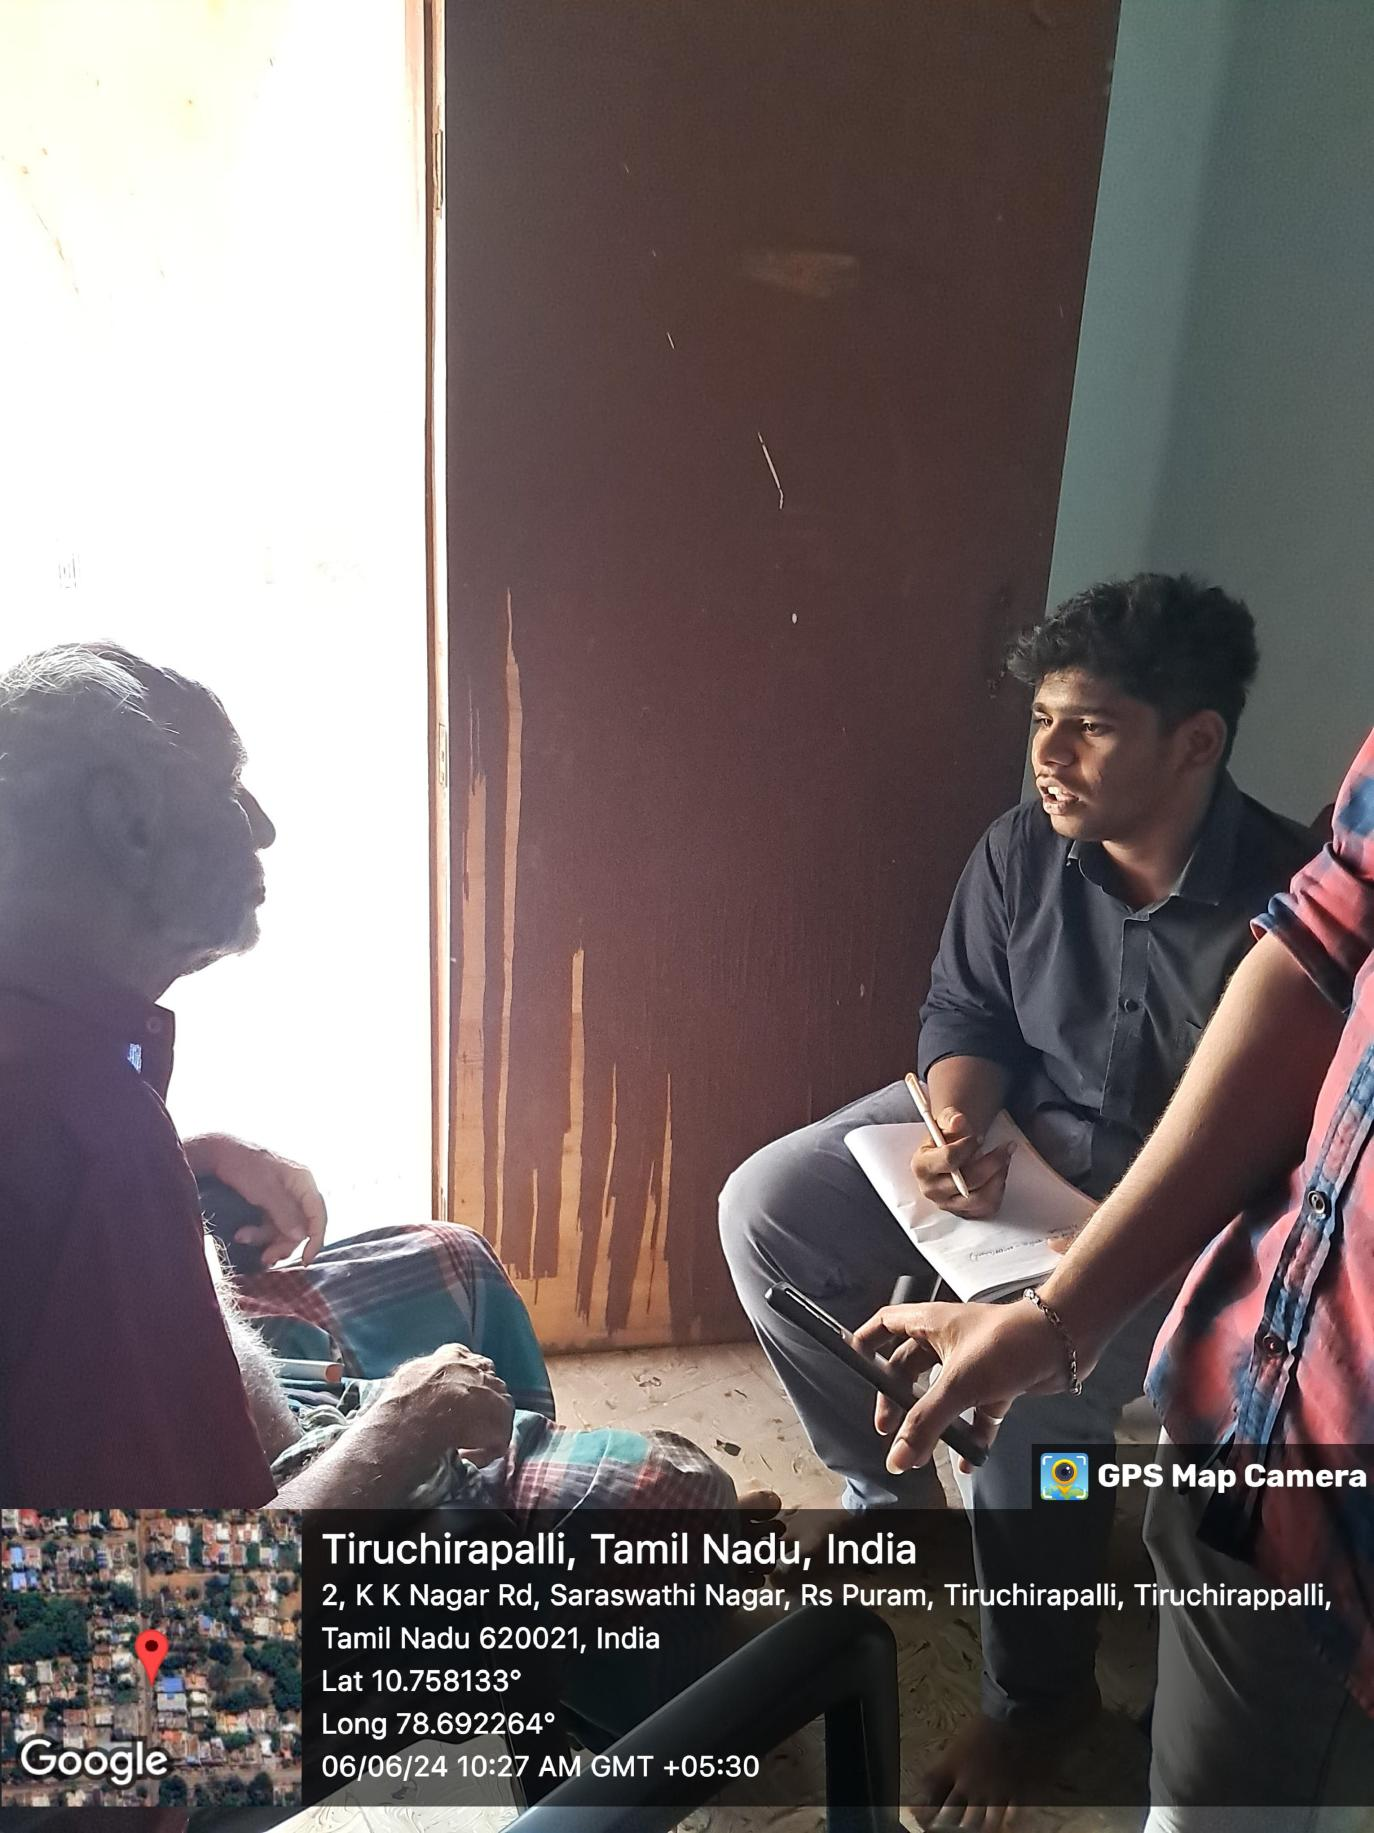 GPS Map Camera
Tiruchirapalli, Tamil Nadu, India
2, K K Nagar Rd, Saraswathi Nagar, Rs Puram, Tiruchirapalli, Tiruchirappalli,
Tamil Nadu 620021, India
Lat 10.758133°
Long 78.692264°
06/06/24 10:27 AM GMT +05:30
Google